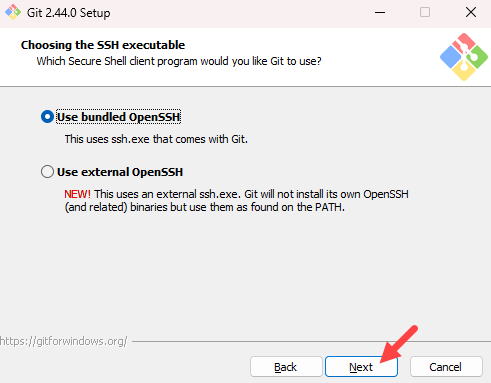 Git 2.44.0 Setup
Choosing the SSH executable
Which Secure Shell client program would you like Git to use?
Use bundled OpenSSH
This uses ssh.exe that comes with Git.
Use external OpenSSH
NEW! This uses an external ssh.exe. Git will not install its own OpenSSH
(and related) binaries but use them as found on the PATH.
https://gitforwindows.org/
Back Next Cancel